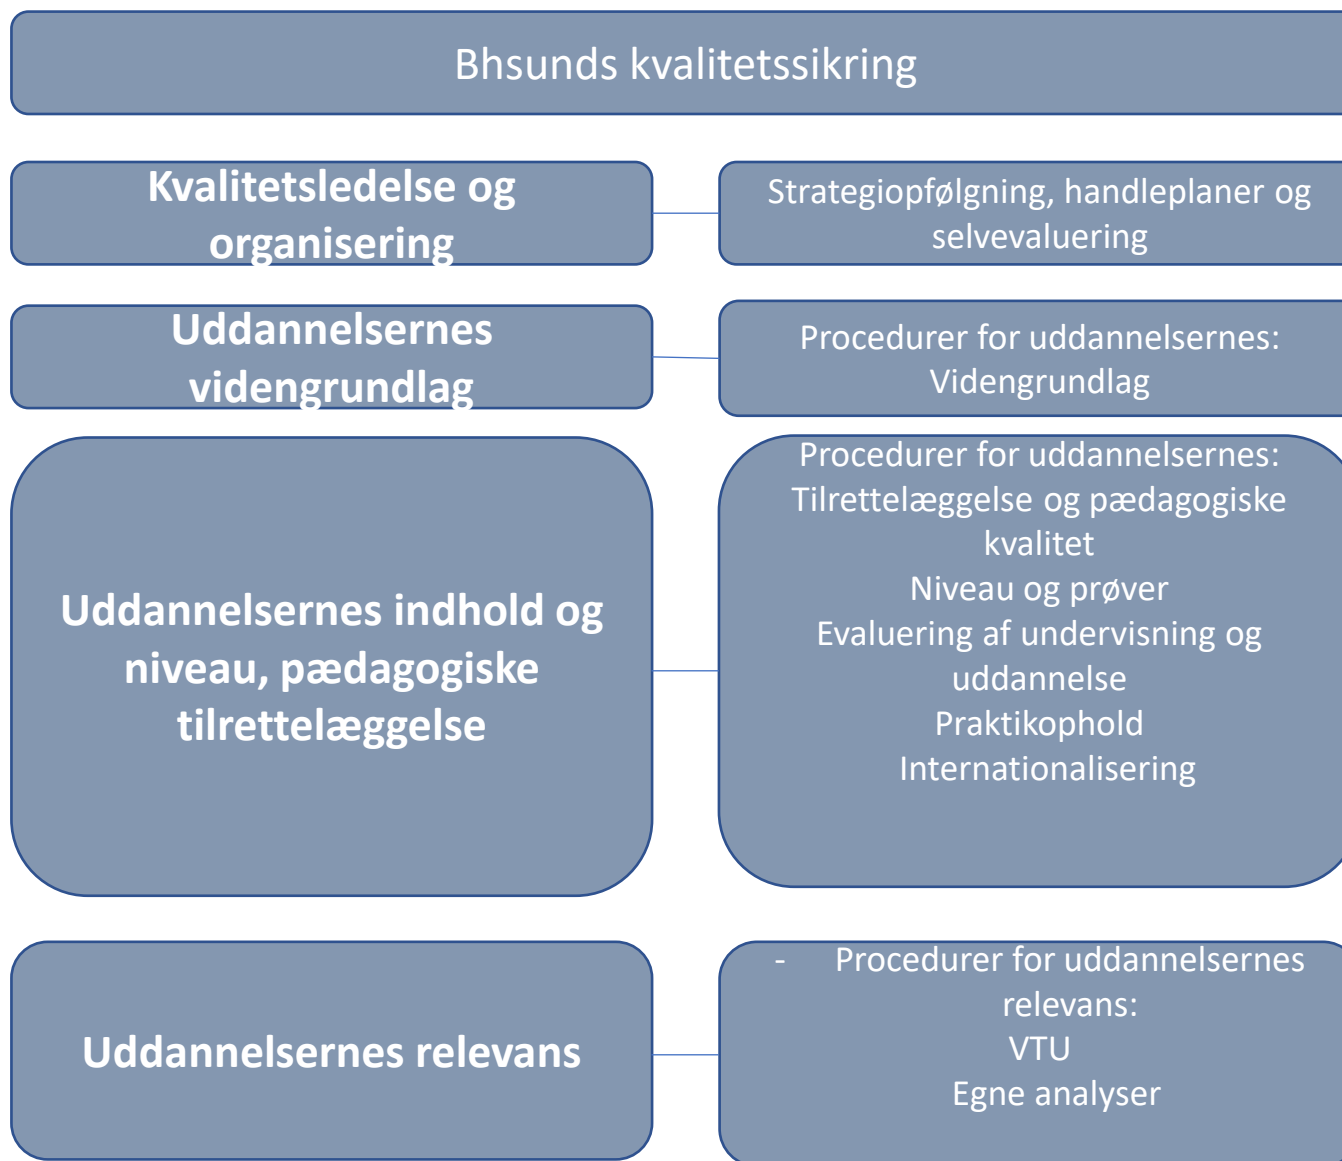 Bhsunds kvalitetssikring
Kvalitetsledelse og
organisering
Strategiopfølgning, handleplaner og
selvevaluering
Uddannelsernes
videngrundlag
Procedurer for uddannelsernes:
Videngrundlag
Uddannelsernes indhold og
niveau, pædagogiske
tilrettelæggelse
Procedurer for uddannelsernes:
Tilrettelæggelse og pædagogiske
kvalitet
Niveau og prøver
Evaluering af undervisning og
uddannelse
Praktikophold
Internationalisering
Uddannelsernes relevans
- Procedurer for uddannelsernes
relevans:
VTU
Egne analyser